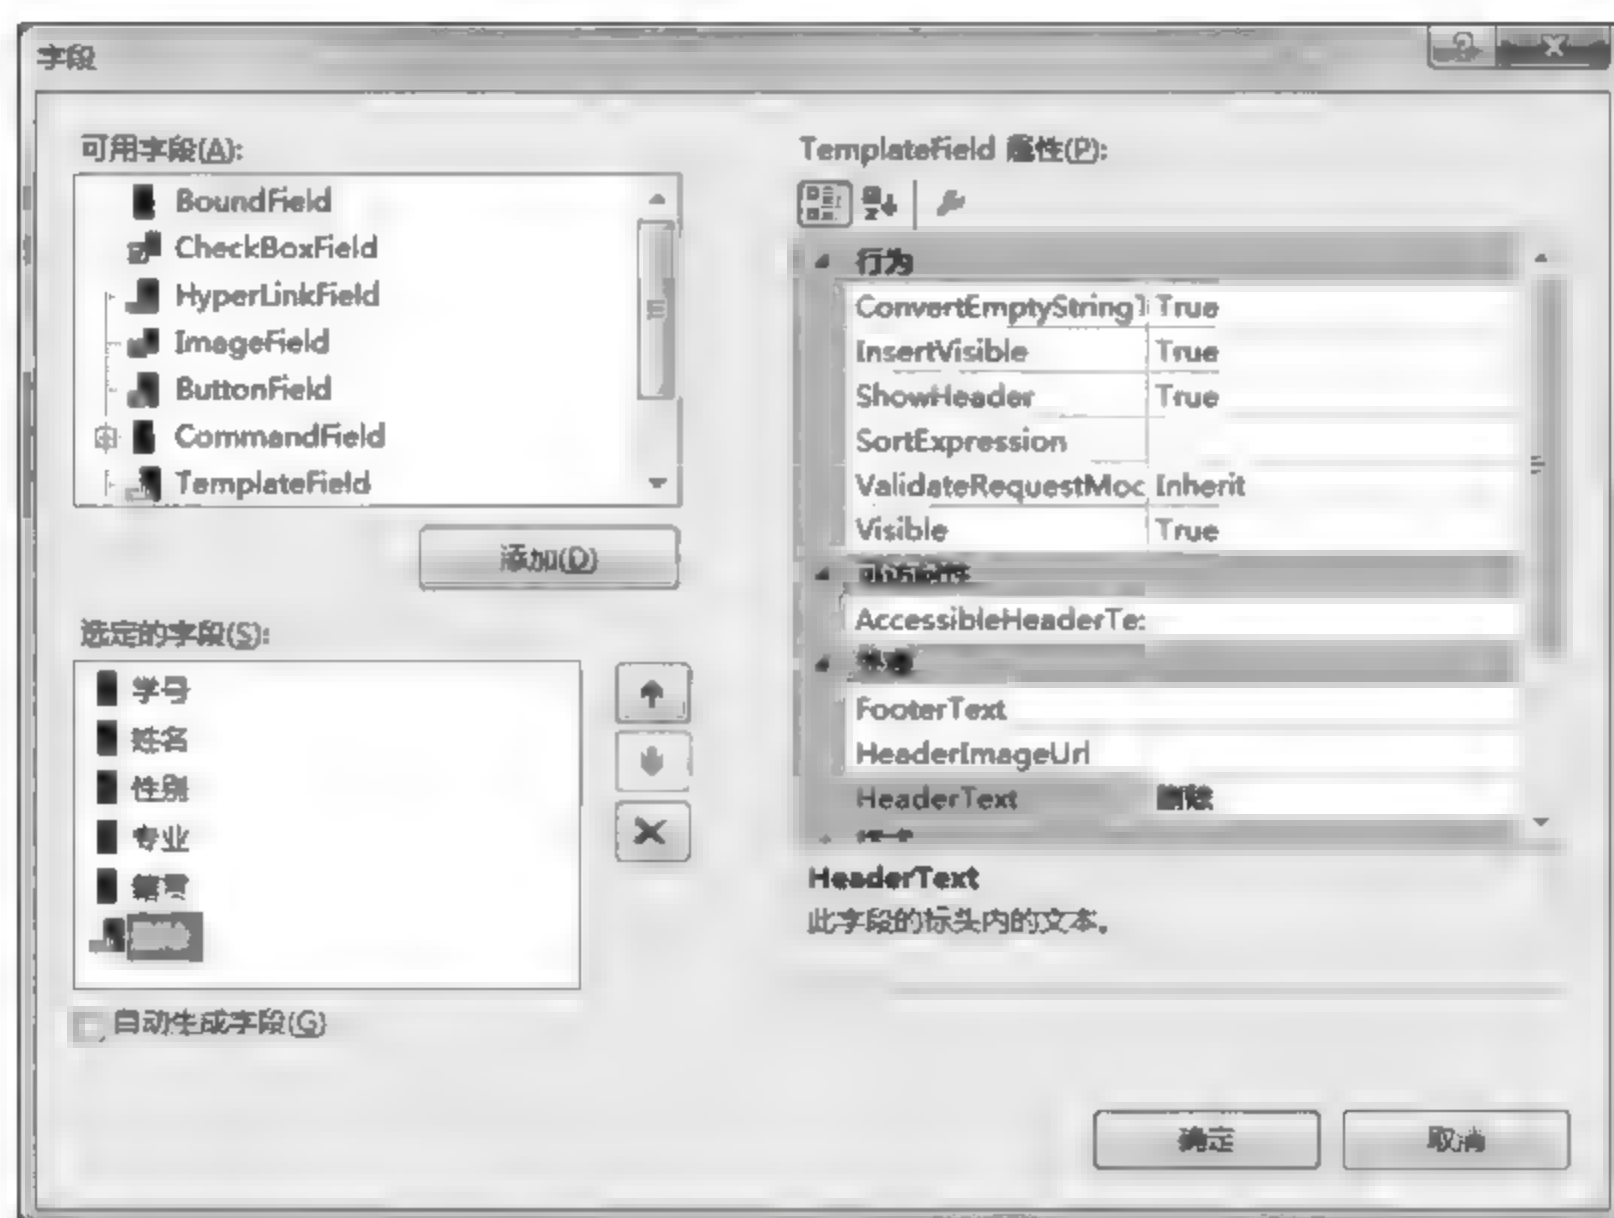 字段
可用字段(A):
BoundField
CheckBoxField
HyperLinkField
ImageField
ButtonField
CommandField
TemplateField
添加(D)
选定的字段(S):
学号
姓名
性别
专业
自动生成字段(G)
TemplateField 属性(P):
行为
ConvertEmptyString True
InsertVisible True
ShowHeader True
SortExpression
ValidateRequestMoc Inherit
Visible True
AccessibleHeaderTe
FooterText
HeaderImageUrl
HeaderText 删除
HeaderText
此字段的标头内的文本。
确定
取消